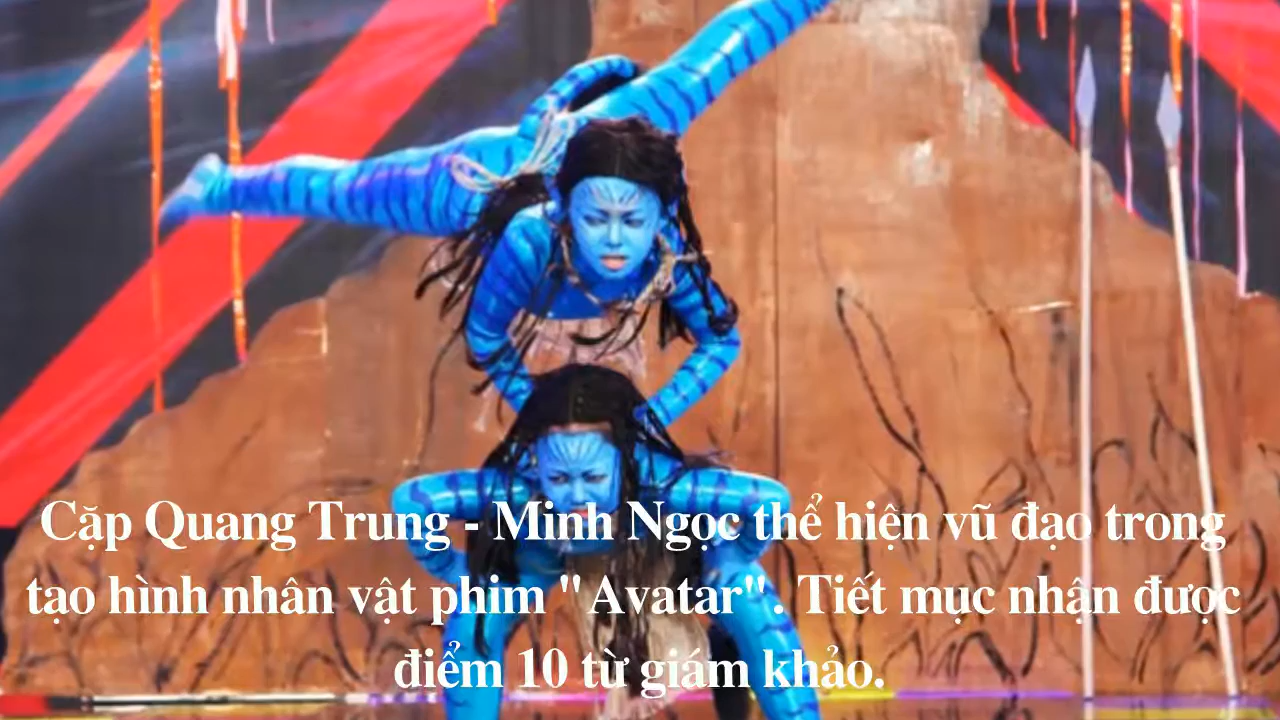 Cặp Quang Trung - Minh Ngọc thể hiện vũ đạo trong
tạo hình nhân vật phim "Avatar". Tiết mục nhận được
điểm 10 từ giám khảo.